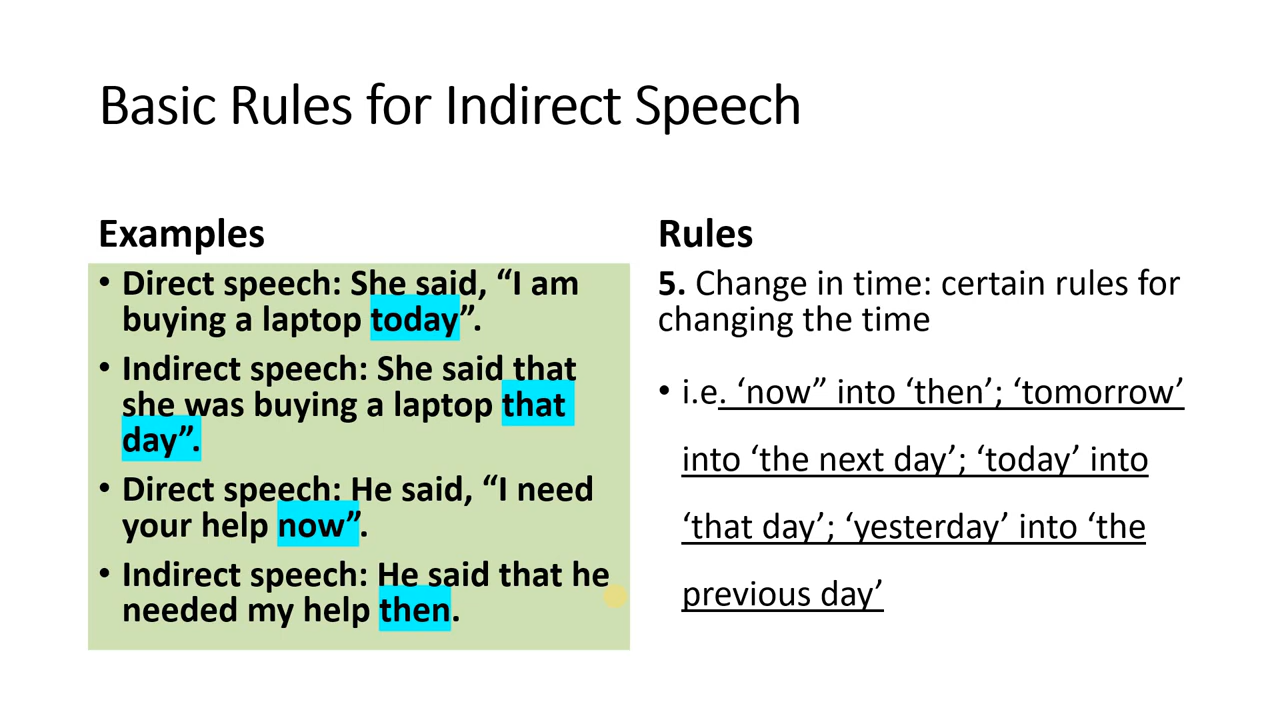 Basic Rules for Indirect Speech
Examples
• Direct speech: She said, “I am
buying a laptop today”.
• Indirect speech: She said that
she was buying a laptop that
day”.
• Direct speech: He said, “I need
your help now”.
• Indirect speech: He said that he
needed my help then.
Rules
5. Change in time: certain rules for
changing the time
• i.e. ‘now” into ‘then’; ‘tomorrow’
into ‘the next day’; ‘today’ into
‘that day’; ‘yesterday’ into ‘the
previous day’